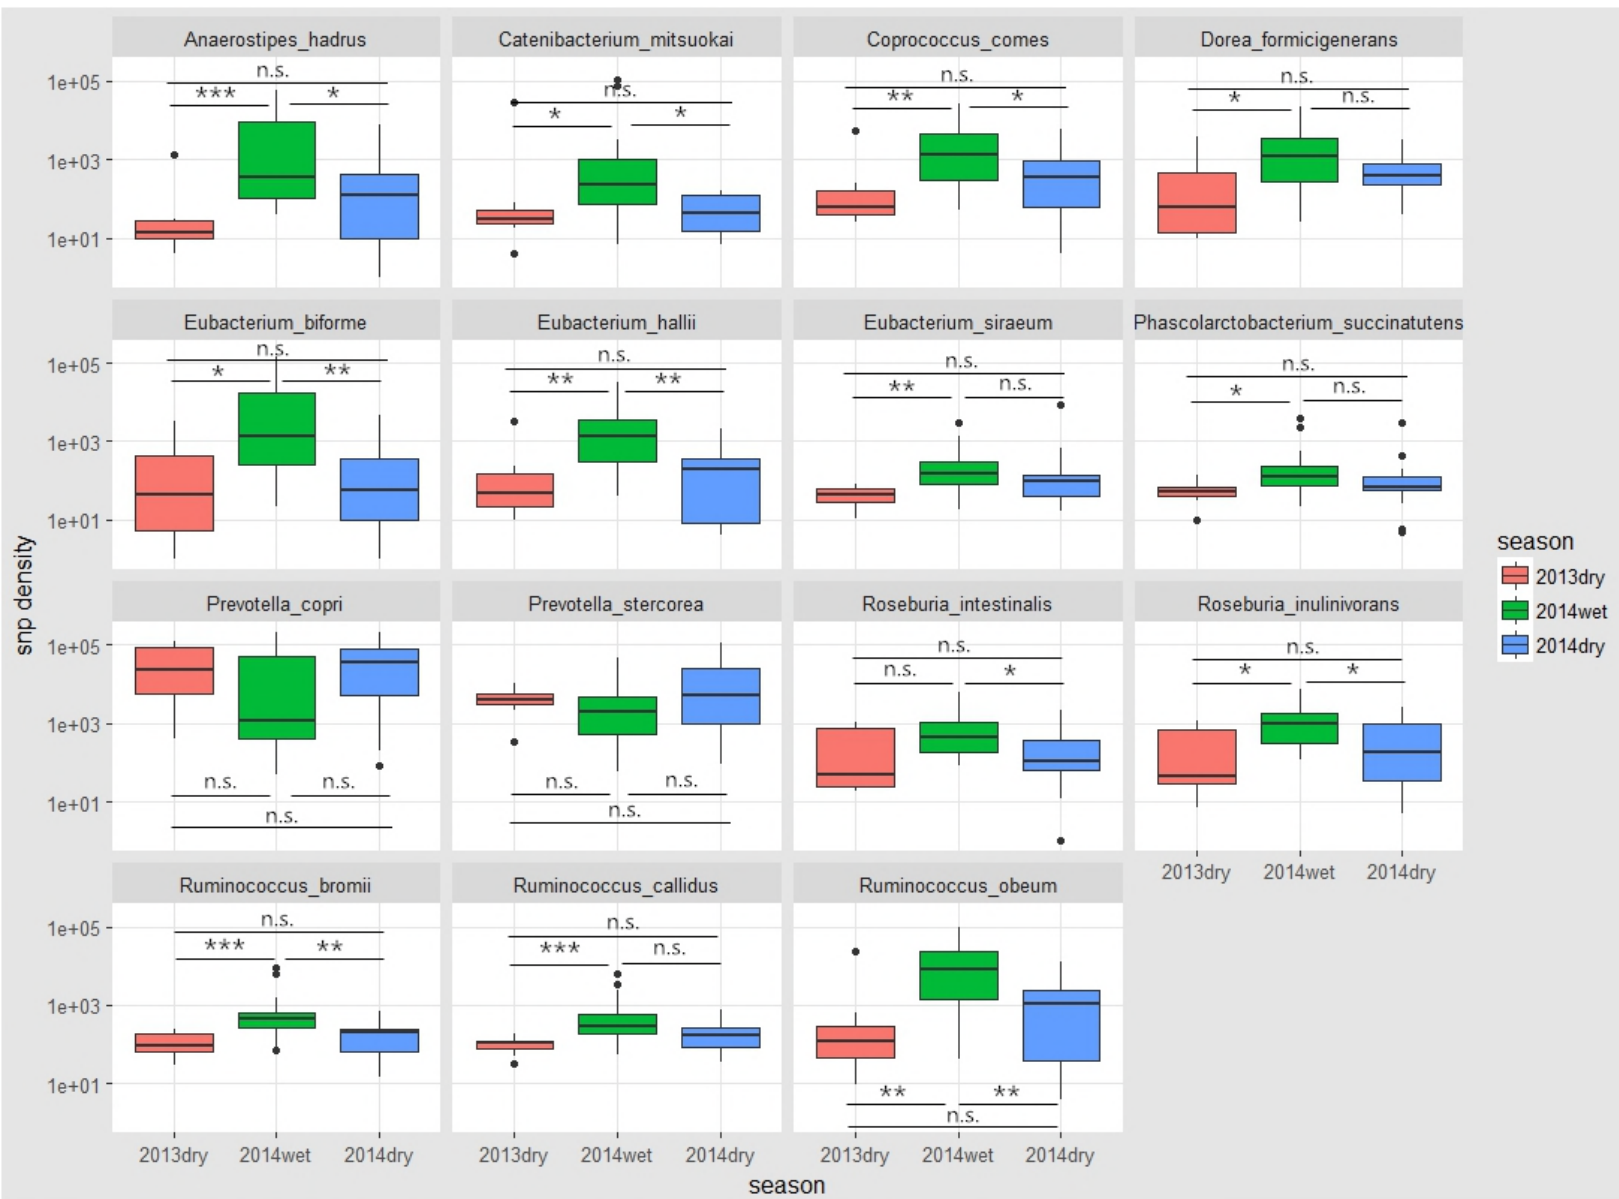 Anaerostipes_hadrus Catenibacterium_mitsuokai Coprococcus_comes Dorea_formicigenerans
n.s. n.s. n.s. n.s.
*** * * * ** * * n.s.
1e+05
1e+03
1e+01
Eubacterium_biforme Eubacterium_hallii Eubacterium_siraeum Phascolarctobacterium_succinatutens
n.s. n.s. n.s. n.s.
* ** ** ** ** n.s. * n.s.
1e+05
1e+03
1e+01
snp density
Prevotella_copri Prevotella_stercorea Roseburia_intestinalis Roseburia_inulinivorans
n.s. n.s.
n.s. * * *
1e+05
1e+03
1e+01
n.s. n.s. n.s. n.s.
n.s. n.s.
2013dry 2014wet 2014dry
season
2013dry
2014wet
2014dry
Ruminococcus_bromii Ruminococcus_callidus Ruminococcus_obeum
n.s. n.s.
*** ** *** n.s.
1e+05
1e+03
1e+01
** **
n.s.
2013dry 2014wet 2014dry 2013dry 2014wet 2014dry 2013dry 2014wet 2014dry
season